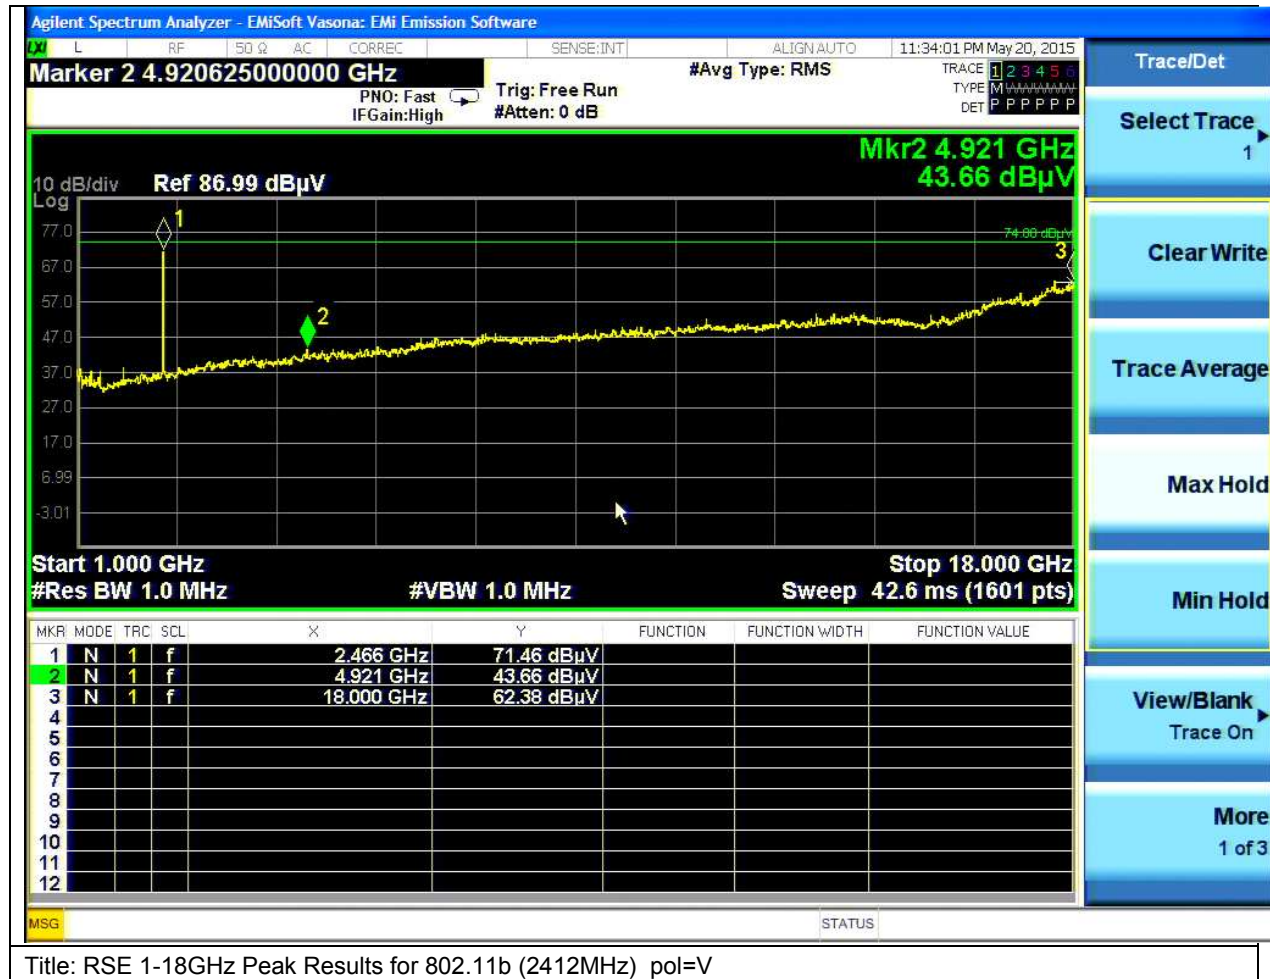 Agilent Spectrum Analyzer - EMiSoft Vasona: EMi Emission Software
LXI L RF 50 Ω AC CORREC SENSE:INT ALIGN AUTO 11:34:01 PM May 20, 2015
Marker 2 4.920625000000 GHz
PNO: Fast
IFGain:High
Trig: Free Run
#Atten: 0 dB
#Avg Type: RMS
TRACE 1 2 3 4 5 6
TYPE M
DET P P P P P P
Mkr2 4.921 GHz
43.66 dBµV
10 dB/div Ref 86.99 dBµV
Log
77.0
67.0
57.0
47.0
37.0
27.0
17.0
6.99
-3.01
1
2
3
74.00 dBµV
Start 1.000 GHz Stop 18.000 GHz
#Res BW 1.0 MHz #VBW 1.0 MHz Sweep 42.6 ms (1601 pts)
MKR MODE TRC SCL X Y FUNCTION FUNCTION WIDTH FUNCTION VALUE
1 N 1 f 2.466 GHz 71.46 dBµV
2 N 1 f 4.921 GHz 43.66 dBµV
3 N 1 f 18.000 GHz 62.38 dBµV
4
5
6
7
8
9
10
11
12
MSG STATUS
Trace/Det
Select Trace
1
Clear Write
Trace Average
Max Hold
Min Hold
View/Blank
Trace On
More
1 of 3
Title: RSE 1-18GHz Peak Results for 802.11b (2412MHz) pol=V